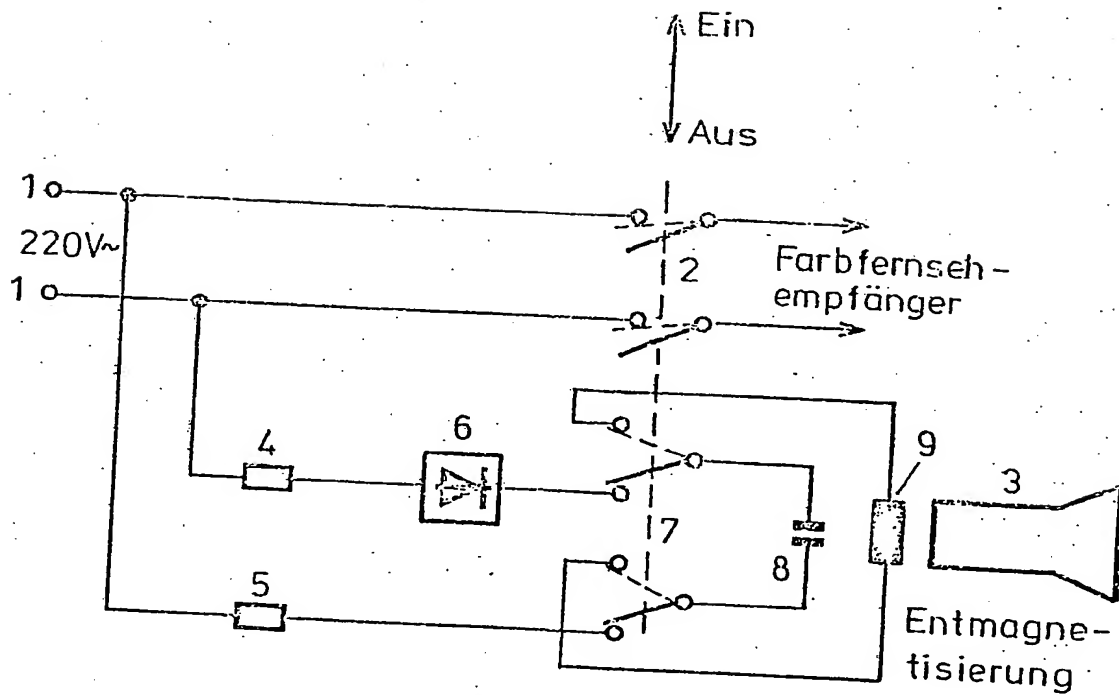 Ein
Aus
1
220V~
1
2
Farbfernseh-
empfänger
4
6
9
3
7
8
5
Entmagne-
tisierung